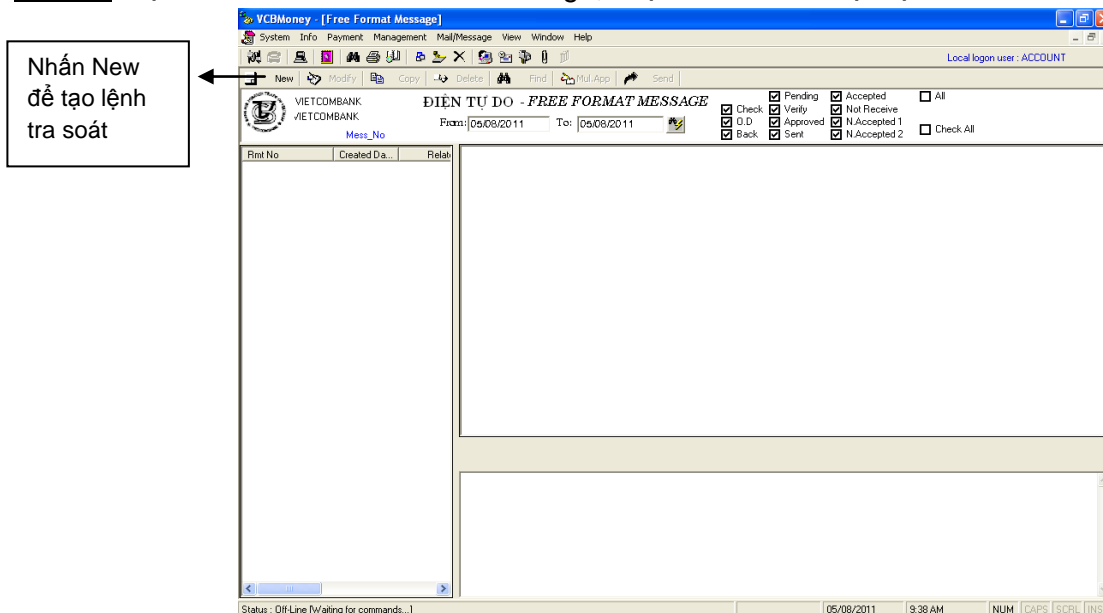 VCBMoney - [Free Format Message]
System Info Payment Management Mail/Message View Window Help
Local logon user : ACCOUNT
New Modify Copy Delete Find Mul.App Send
Nhấn New
để tạo lệnh
tra soát
VIETCOMBANK
VIETCOMBANK
Mess_No
ĐIỆN TỰ DO - FREE FORMAT MESSAGE
From: 05/08/2011 To: 05/08/2011
Pending Accepted All
Check Verify Not Receive
O.D Approved N.Accepted 1
Back Sent N.Accepted 2 Check All
Rmt No Created Da... Relat
Status : Off-Line [Waiting for commands...] 05/08/2011 9:38 AM NUM CAPS SCRL INS